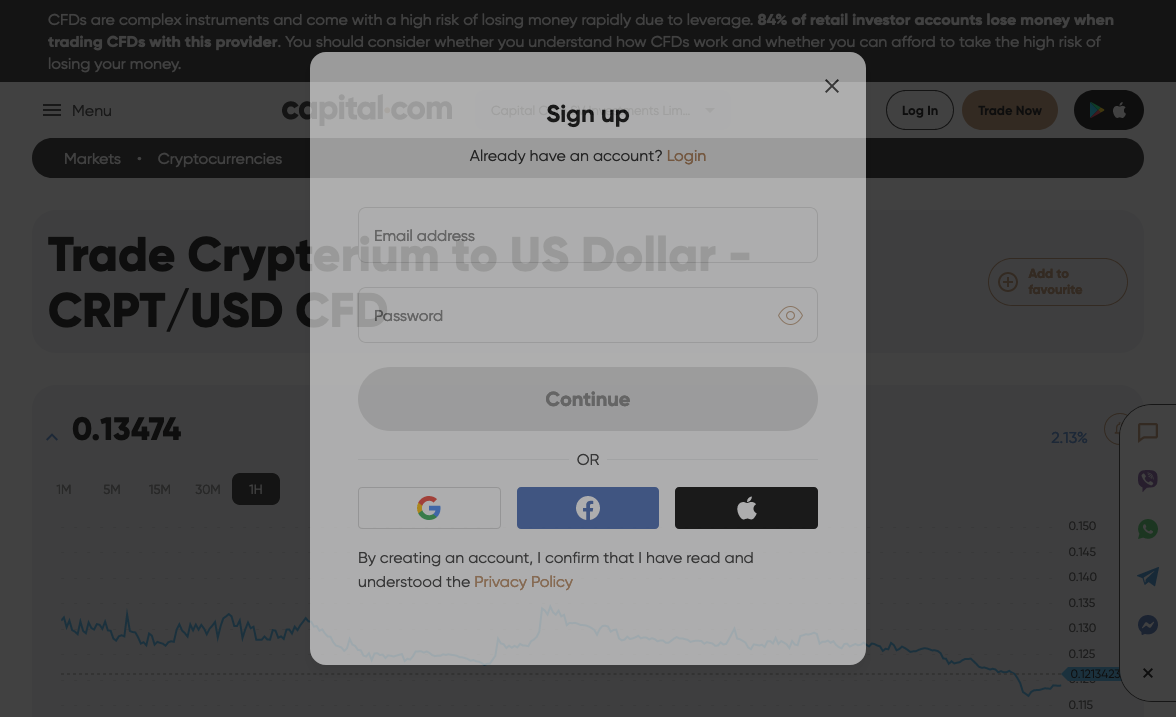 CFDs are complex instruments and come with a high risk of losing money rapidly due to leverage. 84% of retail investor accounts lose money when
trading CFDs with this provider. You should consider whether you understand how CFDs work and whether you can afford to take the high risk of
losing your money.
Menu
capital.com
Log In
Trade Now
Sign up
Markets
Cryptocurrencies
Already have an account? Login
Email address
Trade Crypterium to US Dollar -
CRPT/USD CFD
Add to
favourite
Password
Continue
0.13474
2.13%
OR
1M 5M 15M 30M 1H
By creating an account, I confirm that I have read and
understood the Privacy Policy
0.150
0.145
0.140
0.135
0.130
0.125
0.1213423
0.115